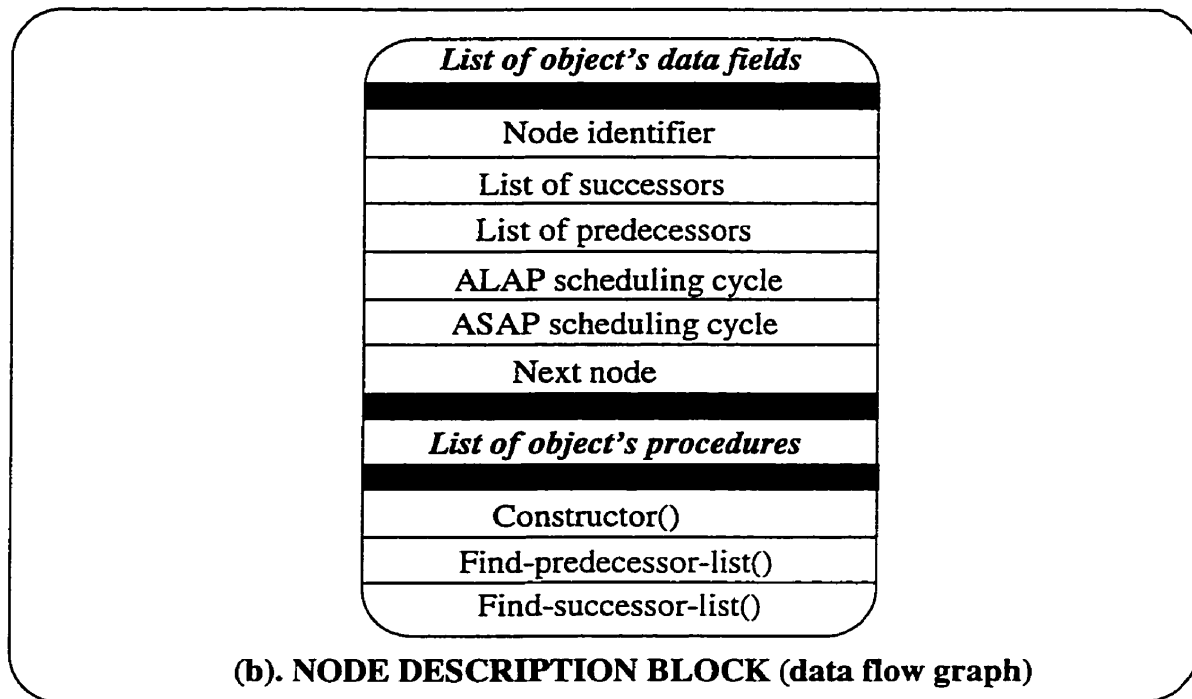 List of object's data fields
Node identifier
List of successors
List of predecessors
ALAP scheduling cycle
ASAP scheduling cycle
Next node
List of object's procedures
Constructor()
Find-predecessor-list()
Find-successor-list()
(b). NODE DESCRIPTION BLOCK (data flow graph)